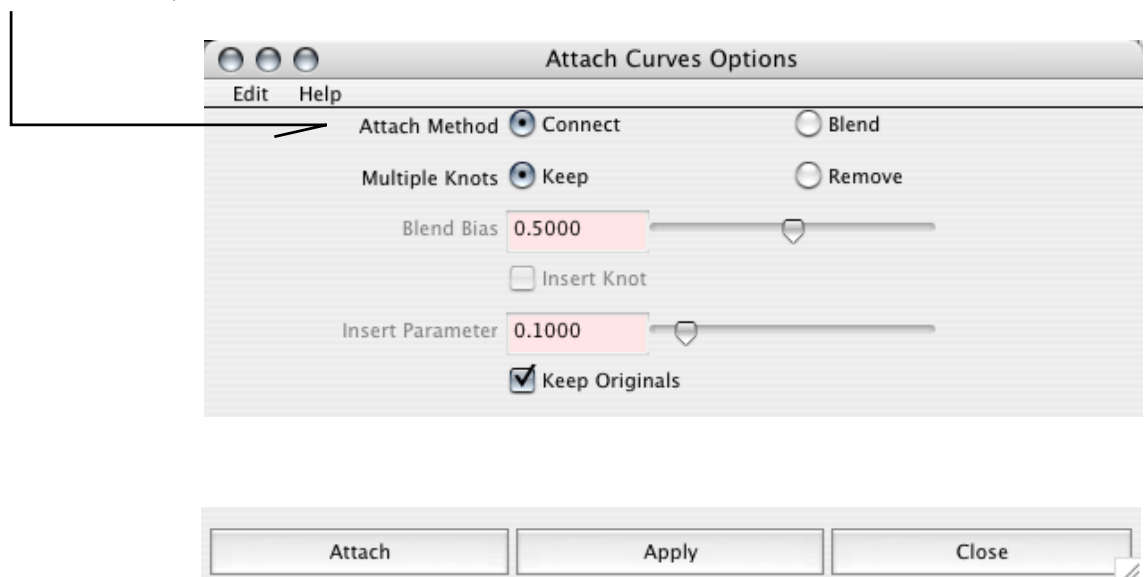 Attach Curves Options
Edit Help
Attach Method Connect Blend
Multiple Knots Keep Remove
Blend Bias 0.5000
Insert Knot
Insert Parameter 0.1000
Keep Originals
Attach Apply Close